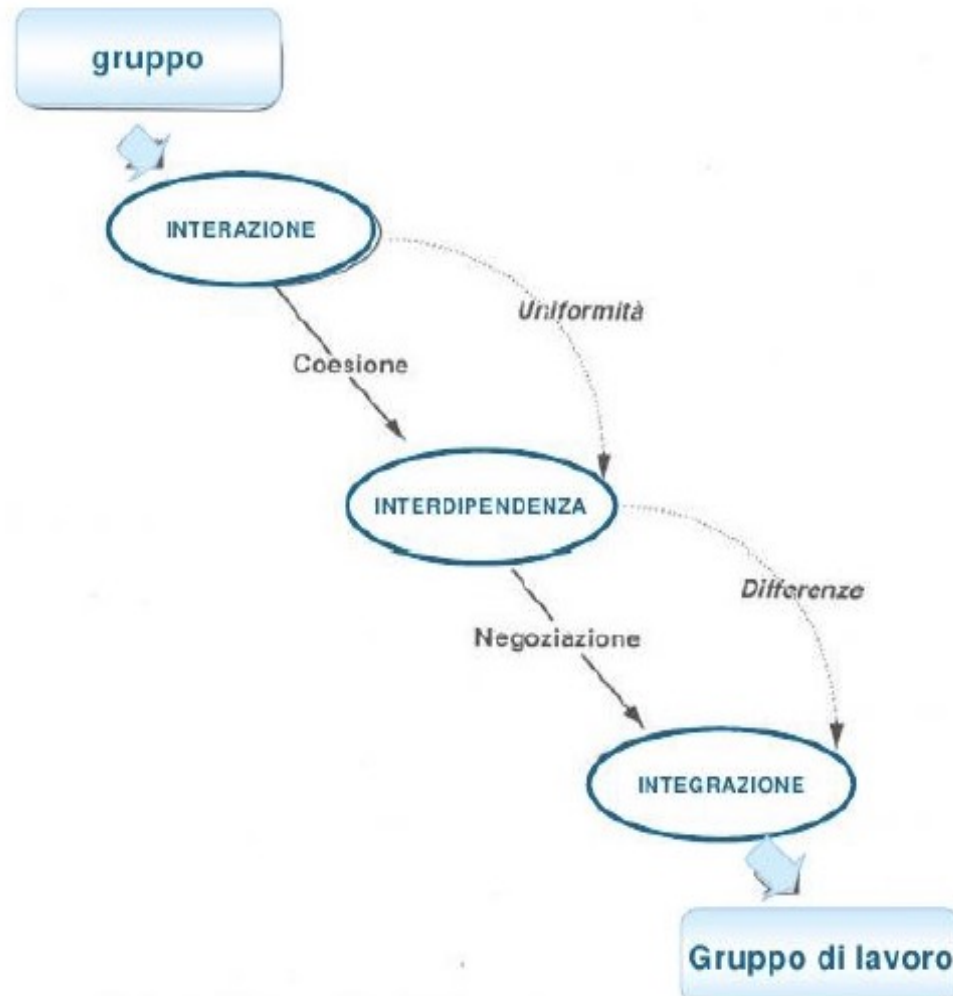 gruppo
INTERAZIONE
Uniformità
Coesione
INTERDIPENDENZA
Differenze
Negoziazione
INTEGRAZIONE
Gruppo di lavoro